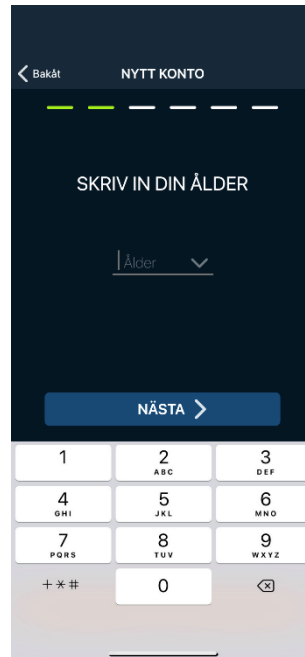 Bakåt NYTT KONTO
SKRIV IN DIN ÅLDER
Ålder
NÄSTA
1 2 3
ABC DEF
4 5 6
GHI JKL MNO
7 8 9
PQRS TUV WXYZ
+*# 0